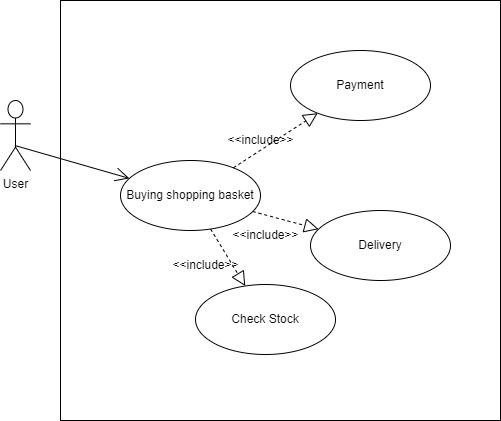 Payment
<<include>>
User
Buying shopping basket
<<include>>
Delivery
<<include>>
Check Stock